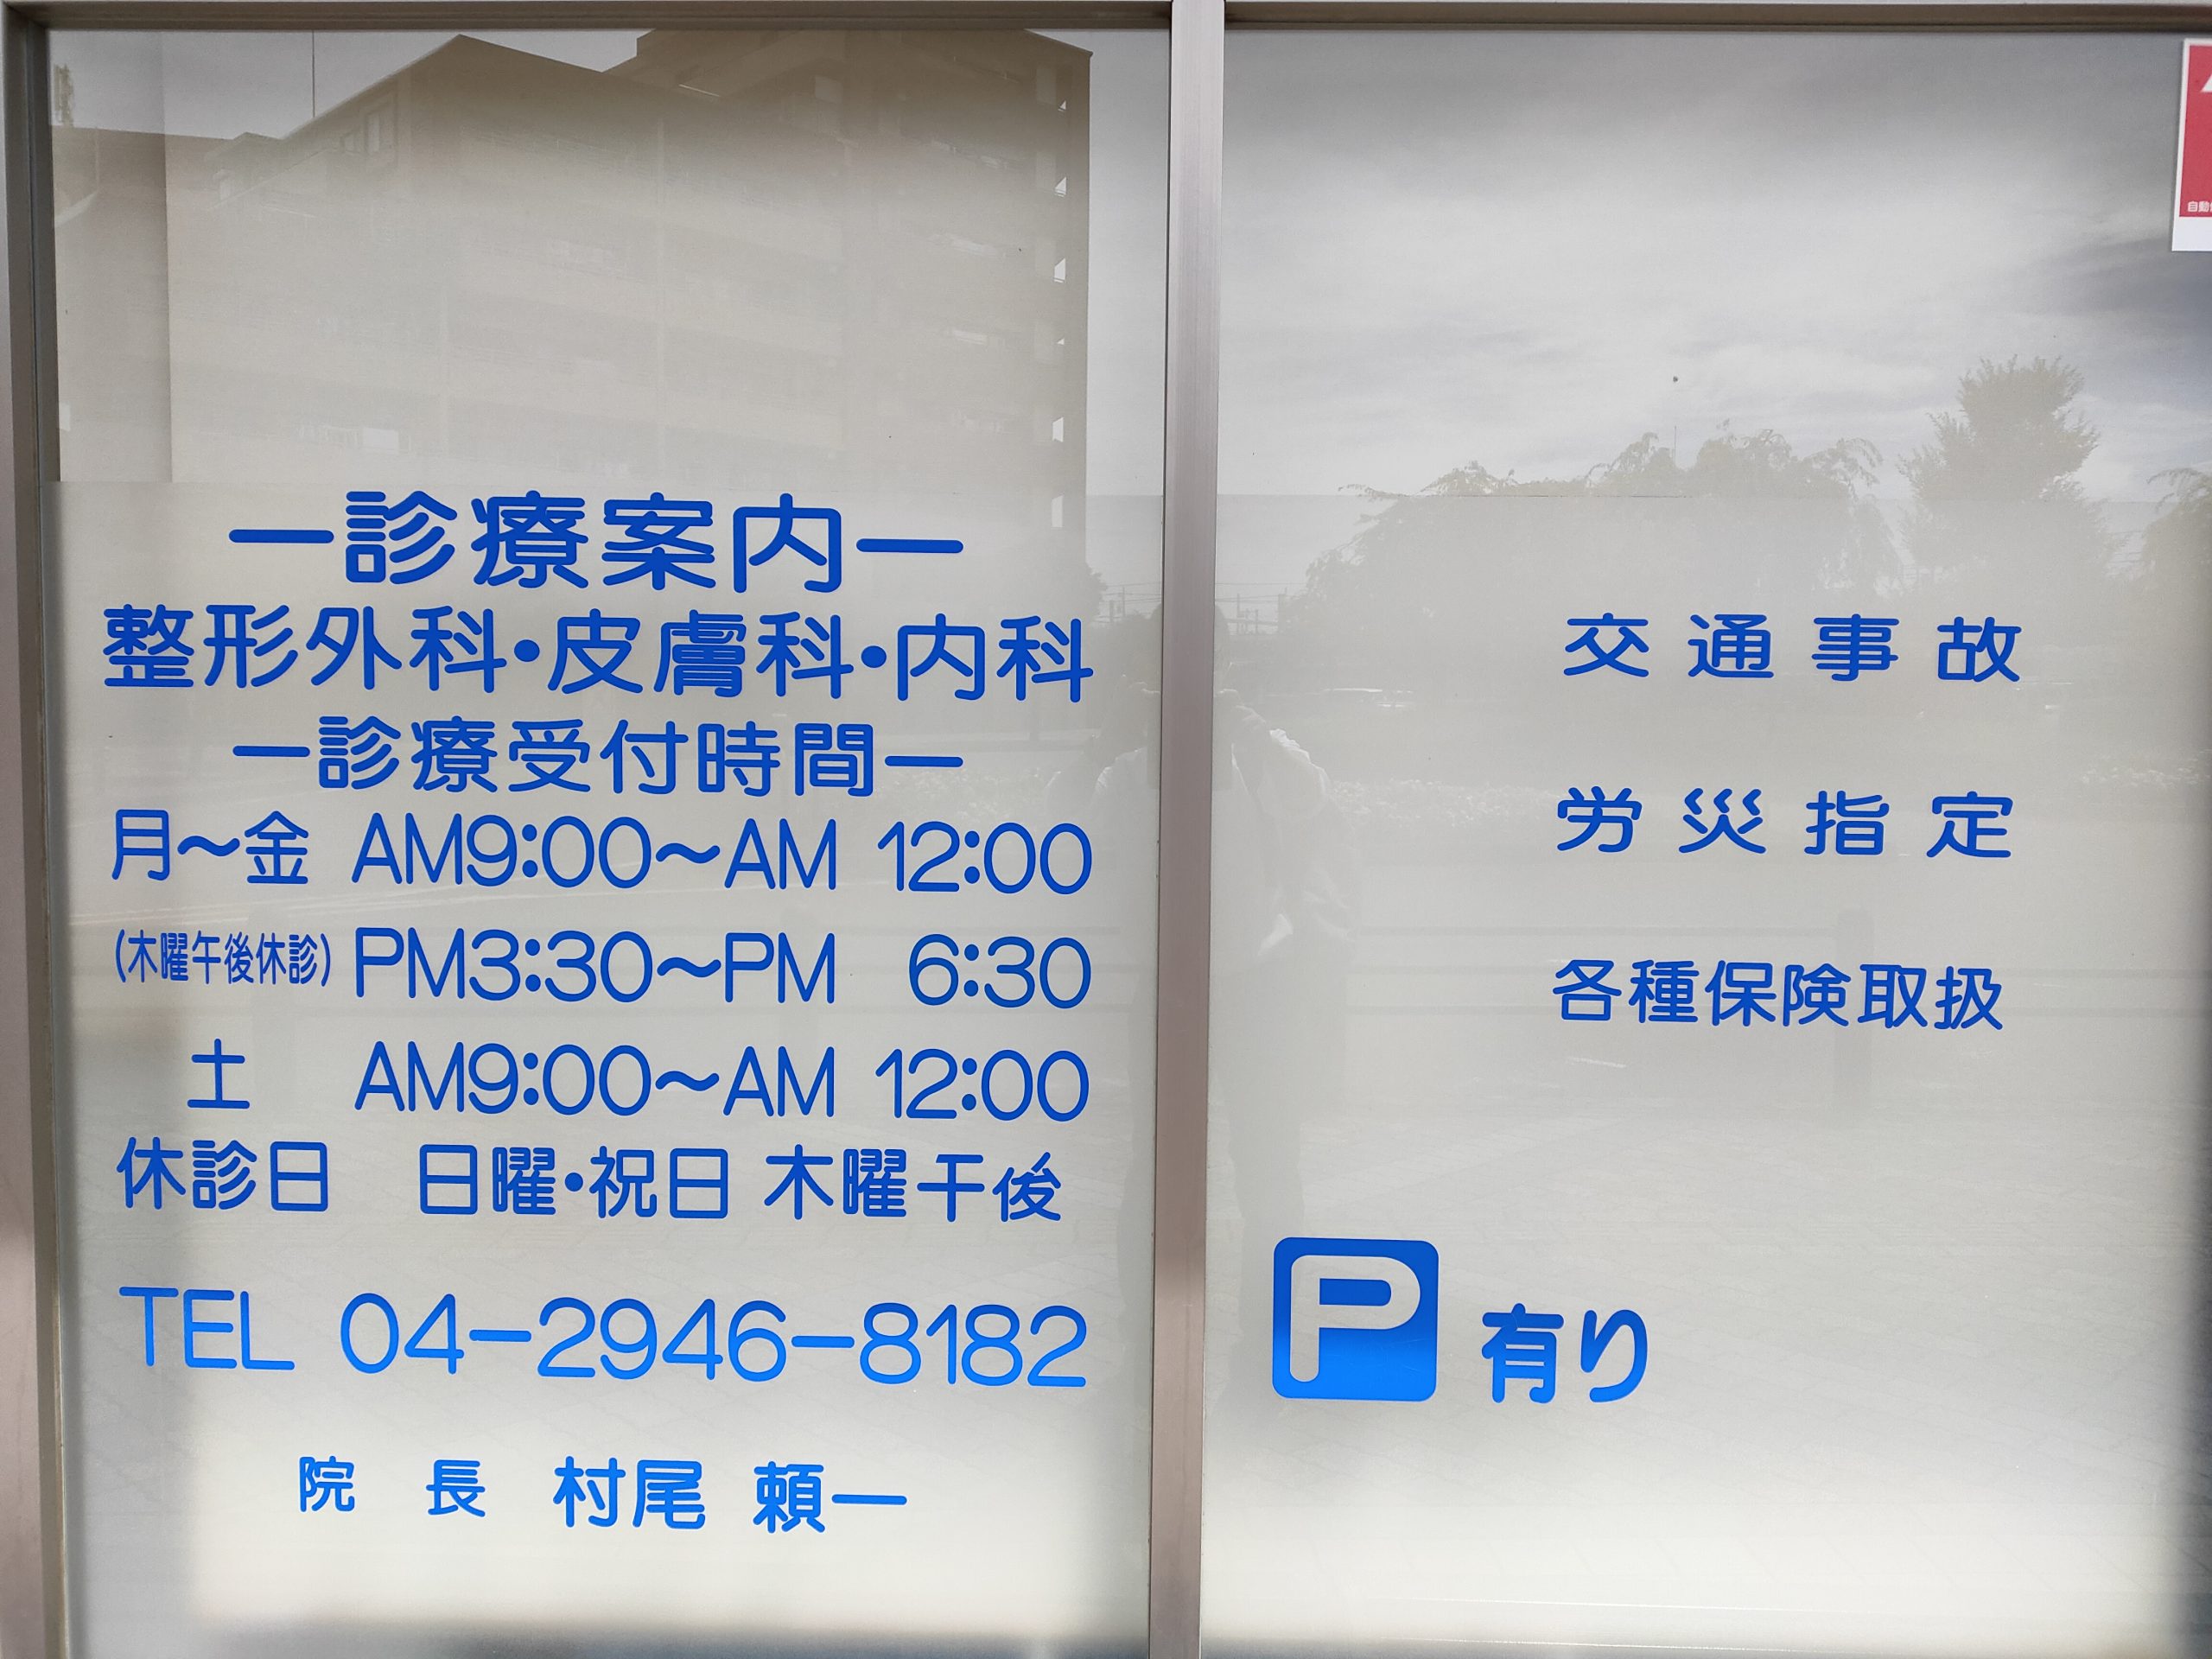 ー診療案内ー
整形外科・皮膚科・内科
ー診療受付時間ー
月〜金 AM9:00〜AM 12:00
(木曜午後休診) PM3:30〜PM 6:30
土 AM9:00〜AM 12:00
休診日 日曜・祝日 木曜午後
TEL 04-2946-8182
院 長 村尾 頼一
交通事故
労災指定
各種保険取扱
P 有り
自動